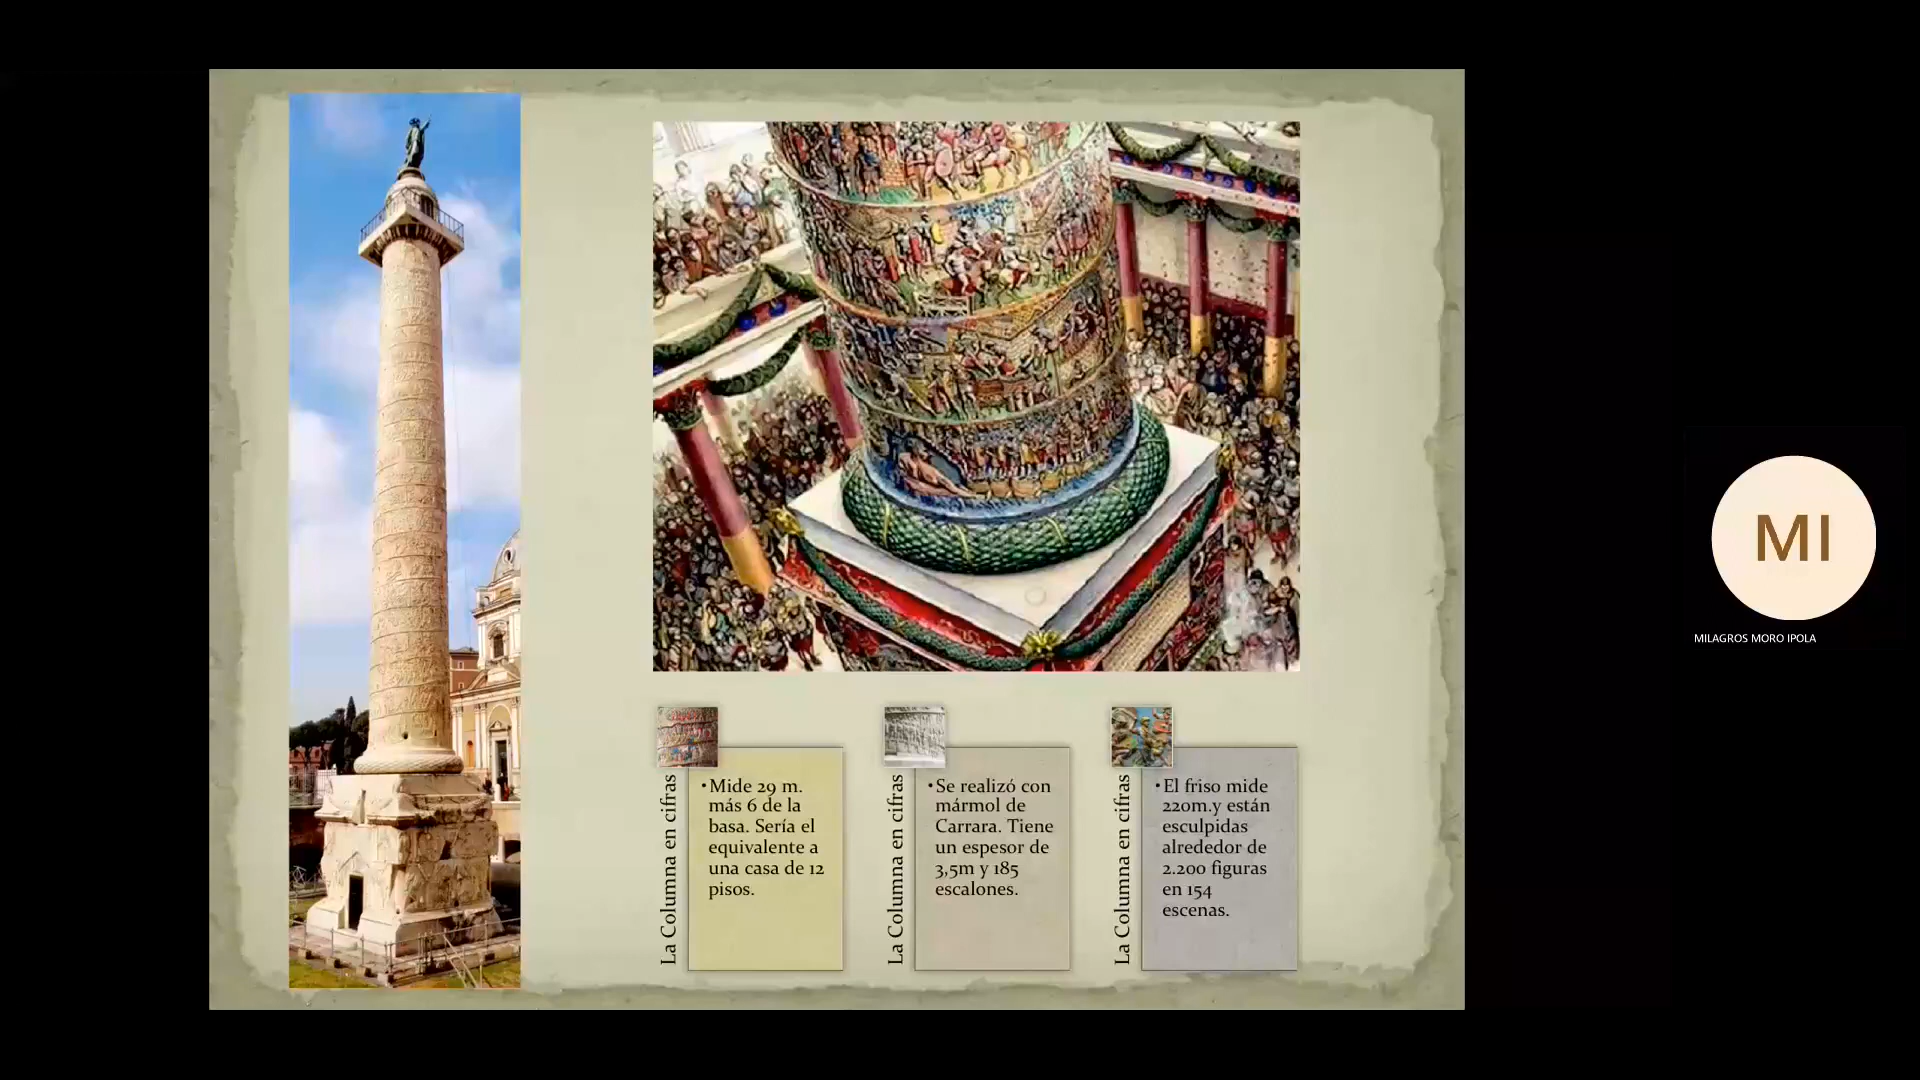 La Columna en cifras
•Mide 29 m.
más 6 de la
basa. Sería el
equivalente a
una casa de 12
pisos.
La Columna en cifras
•Se realizó con
mármol de
Carrara. Tiene
un espesor de
3,5m y 185
escalones.
La Columna en cifras
•El friso mide
220m.y están
esculpidas
alrededor de
2.200 figuras
en 154
escenas.
MI
MILAGROS MORO IPOLA